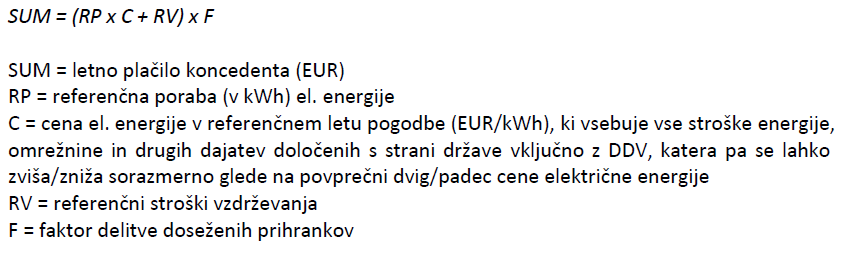 SUM = (RP x C + RV) x F
SUM = letno plačilo koncedenta (EUR)
RP = referenčna poraba (v kWh) el. energije
C = cena el. energije v referenčnem letu pogodbe (EUR/kWh), ki vsebuje vse stroške energije,
omrežnine in drugih dajatev določenih s strani države vključno z DDV, katera pa se lahko
zviša/zniža sorazmerno glede na povprečni dvig/padec cene električne energije
RV = referenčni stroški vzdrževanja
F = faktor delitve doseženih prihrankov